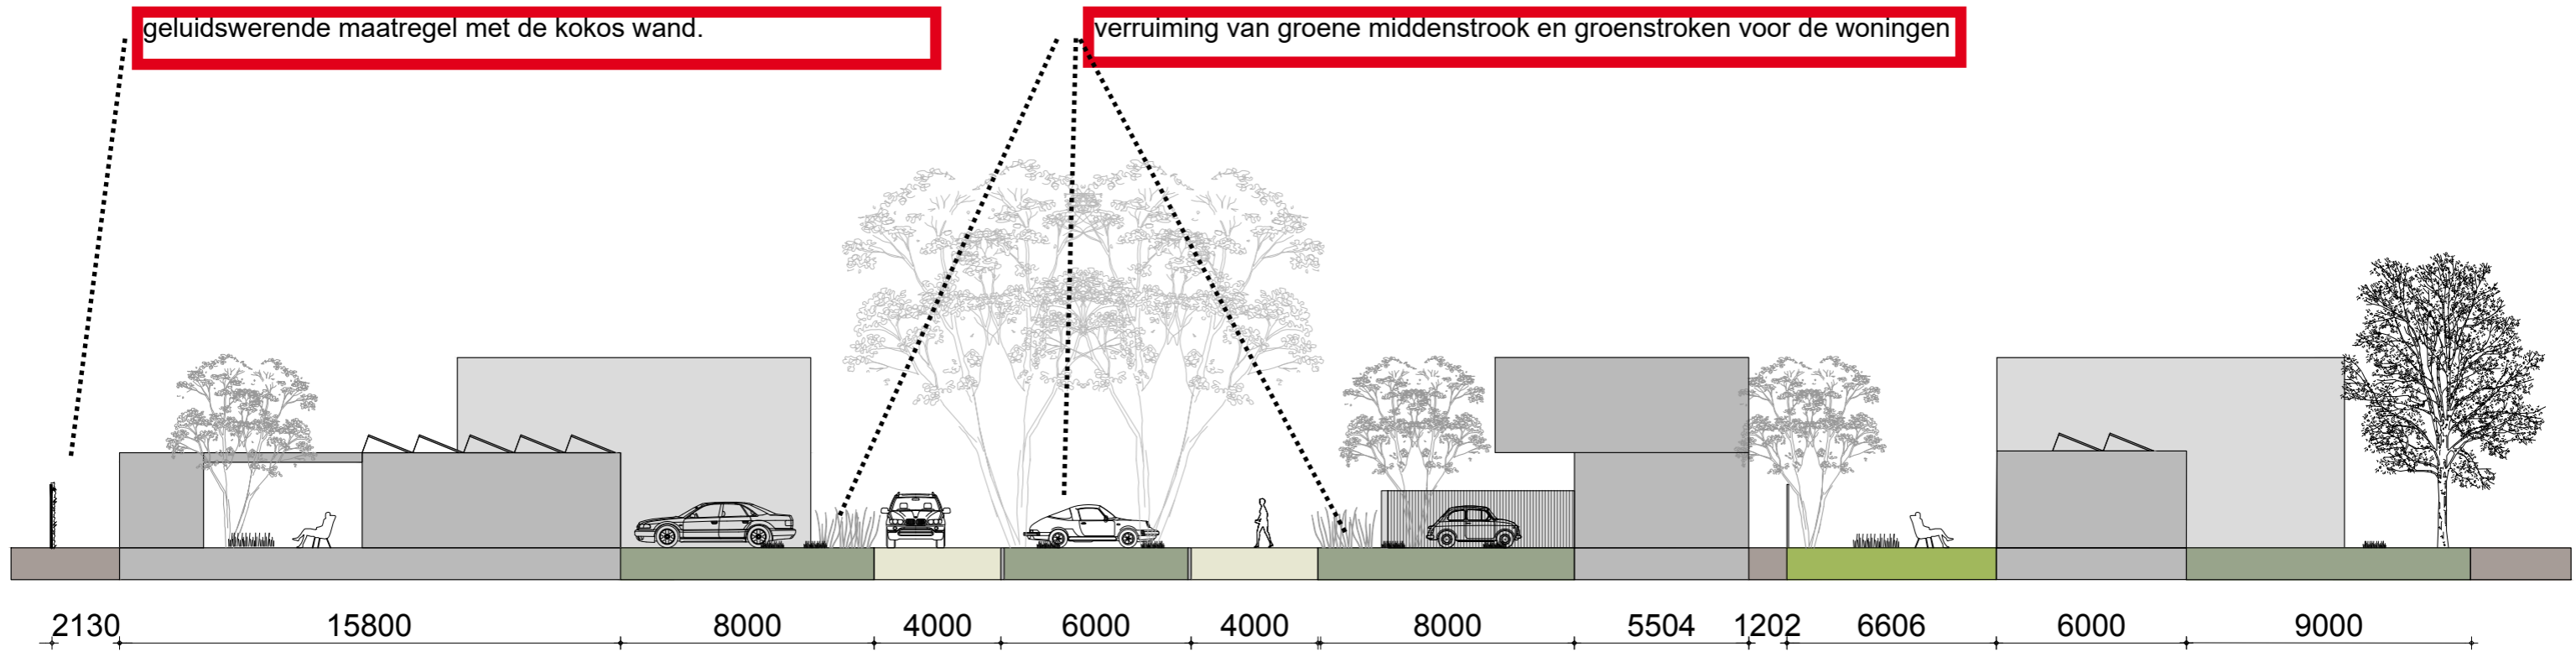 geluidswerende maatregel met de kokos wand.
verruiming van groene middenstrook en groenstroken voor de woningen
2130 15800 8000 4000 6000 4000 8000 5504 1202 6606 6000 9000